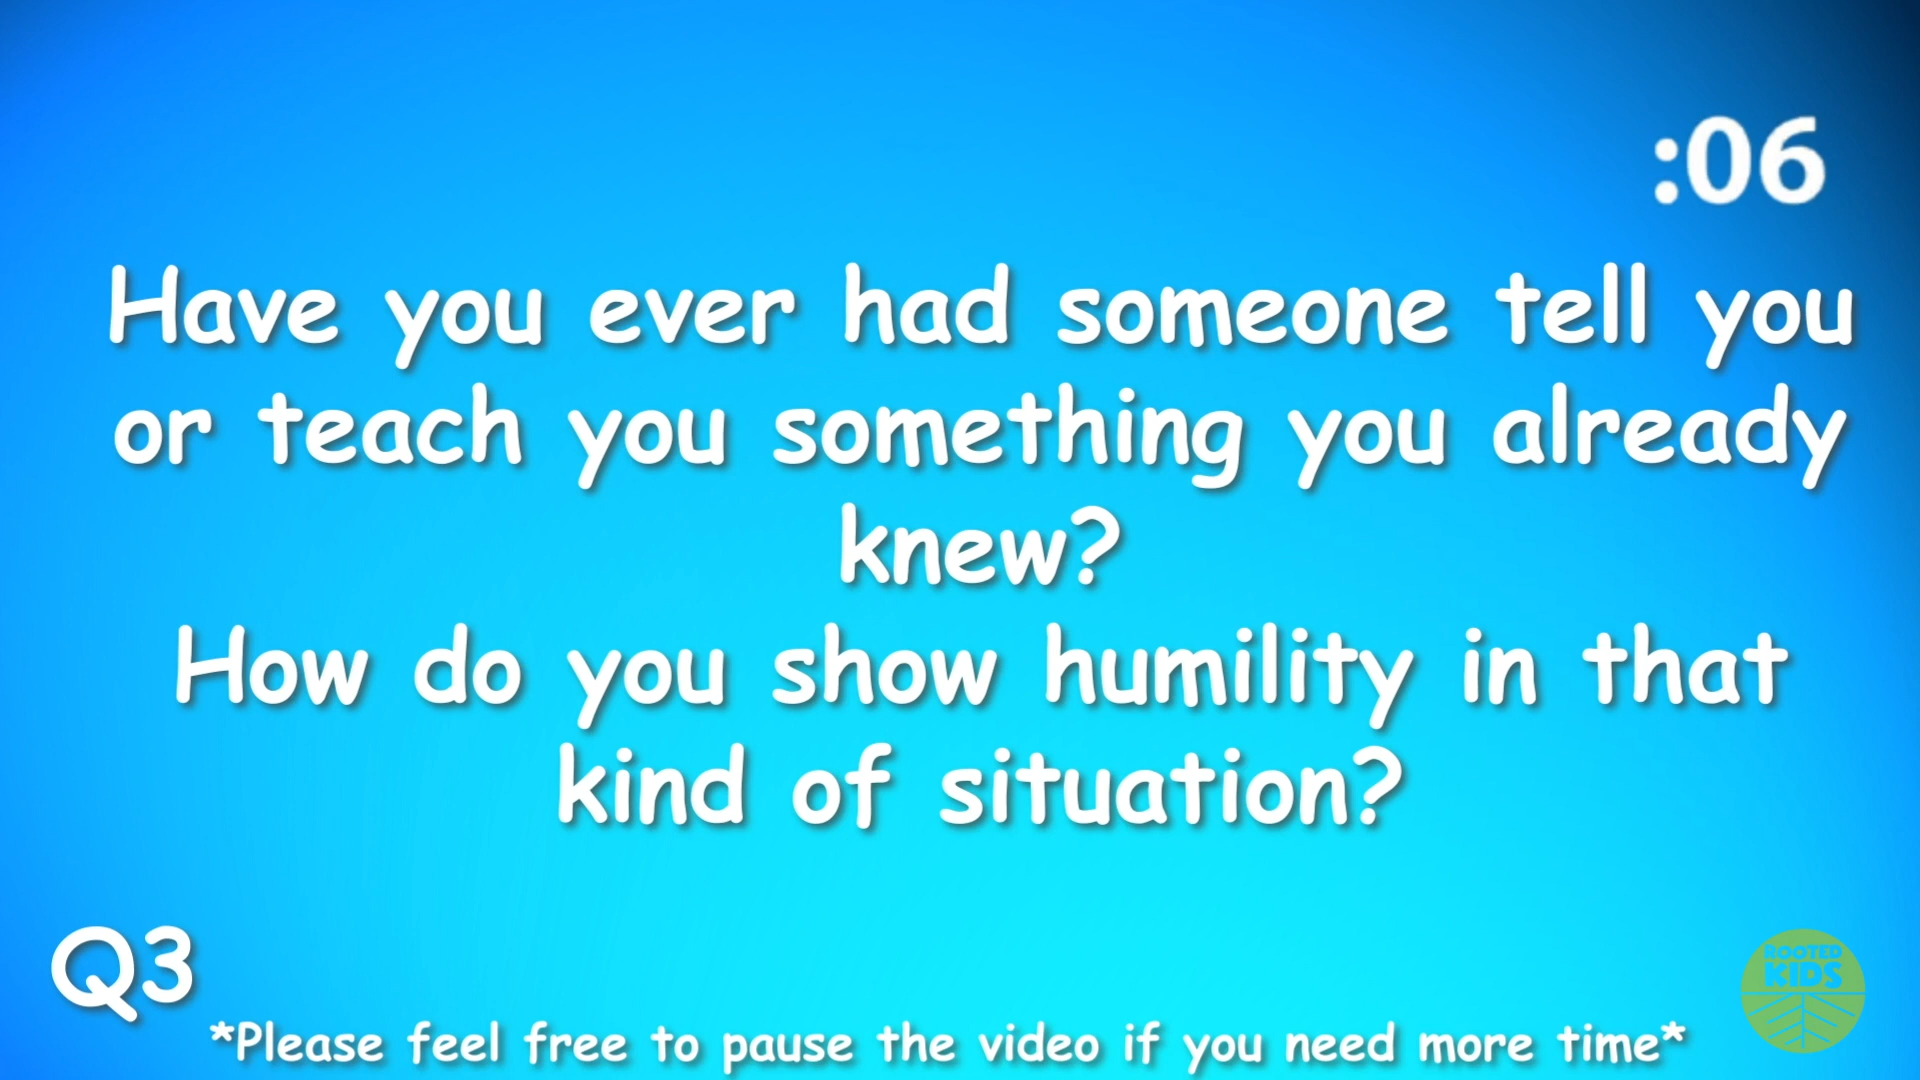 :06
Have you ever had someone tell you
or teach you something you already
knew?
How do you show humility in that
kind of situation?
Q3
ROOTED
KIDS
*Please feel free to pause the video if you need more time*